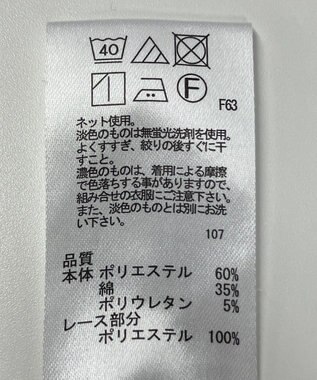 40
F
F63
ネット使用。
淡色のものは無蛍光洗剤を使用。
よくすすぎ、絞りの後すぐに干
すこと。
濃色のものは、着用による摩擦
で色落ちする事がありますので、
組み合せの衣服にご注意下さい。
また、淡色のものとは別にお洗
い下さい。
107
品質
本体 ポリエステル 60%
綿 35%
ポリウレタン 5%
レース部分
ポリエステル 100%